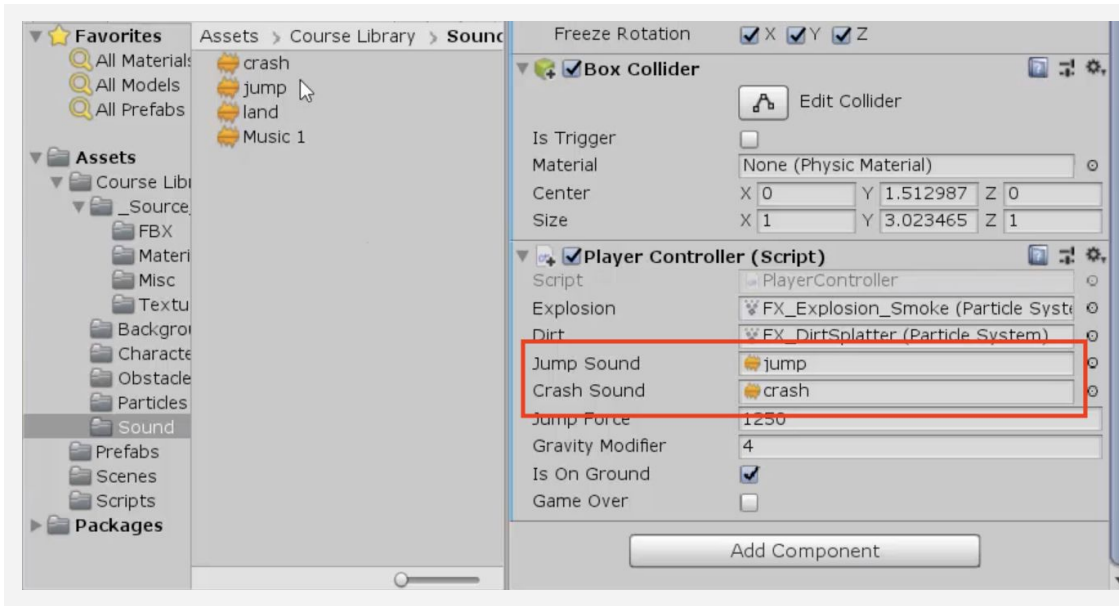 Favorites
All Materials
All Models
All Prefabs
Assets
Course Libr
_Source_
FBX
Materi
Misc
Textu
Backgrou
Characte
Obstacle
Particles
Sound
Prefabs
Scenes
Scripts
Packages
Assets > Course Library > Sound
crash
jump
land
Music 1
Freeze Rotation X Y Z
Box Collider
Edit Collider
Is Trigger
Material None (Physic Material)
Center X 0 Y 1.512987 Z 0
Size X 1 Y 3.023465 Z 1
Player Controller (Script)
Script PlayerController
Explosion FX_Explosion_Smoke (Particle Syste
Dirt FX_DirtSplatter (Particle System)
Jump Sound jump
Crash Sound crash
Jump Force 1250
Gravity Modifier 4
Is On Ground
Game Over
Add Component